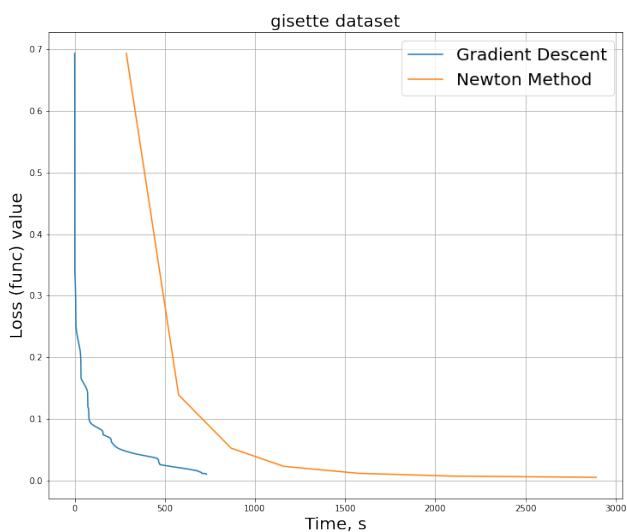 gisette dataset
Gradient Descent
Newton Method
Loss (func) value
0.7
0.6
0.5
0.4
0.3
0.2
0.1
0.0
0 500 1000 1500 2000 2500 3000
Time, s